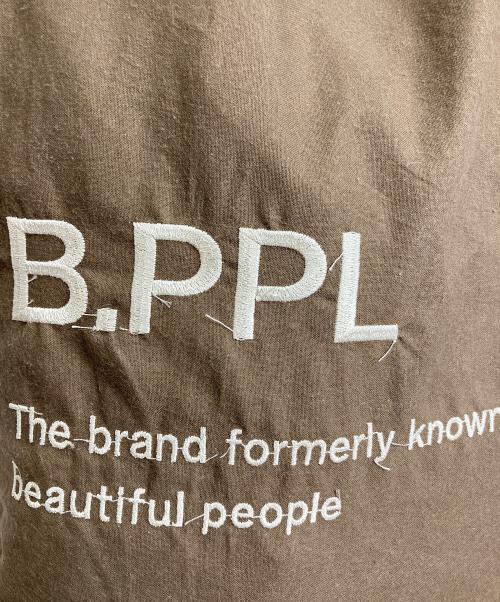 B.PPL
The brand formerly known
beautiful people